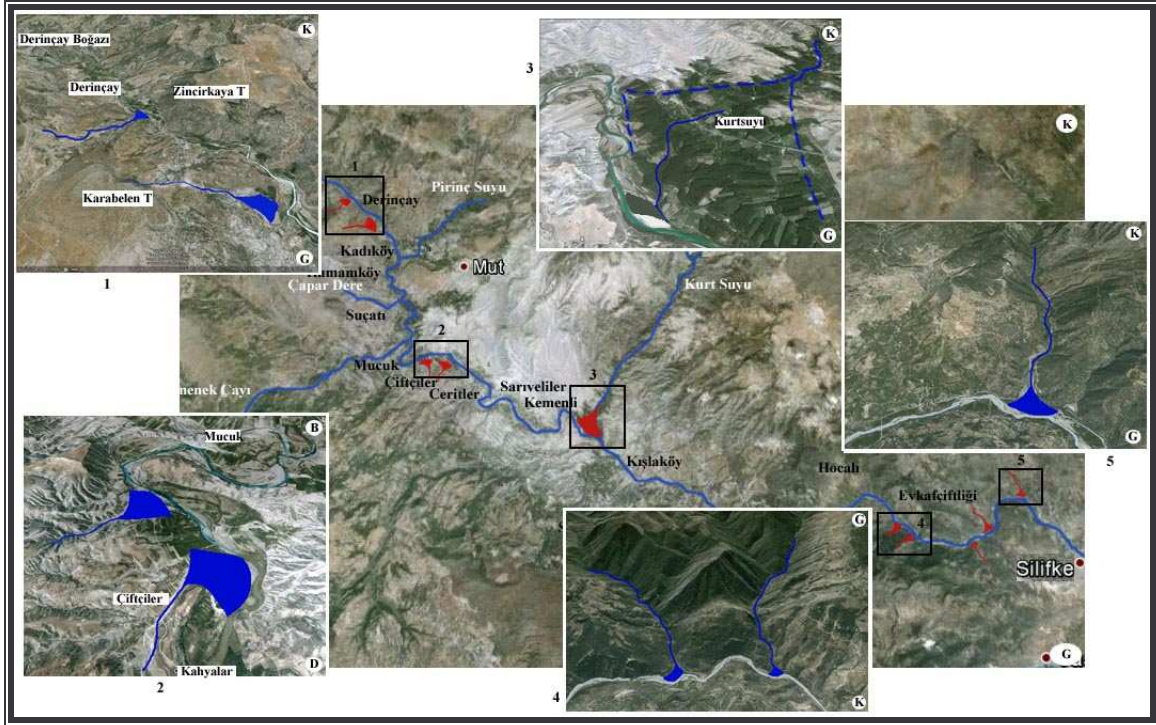 K
Derinçay Boğazı
Derinçay
Zincirkaya T
Karabelen T
G
1
3
K
Kurtsuyu
G
K
1
Derinçay
Pirinç Suyu
Kadıköy
Mut
Çapar Dere
Suçatı
Kurt Suyu
2
Mucuk
Çiftçiler
Ceritler
Sarıveliler
Kemenli
3
Kışlaköy
K
G
5
B
Mucuk
Çiftçiler
Kahyalar
D
2
Hocalı
Evkafçiftliği
5
4
Silifke
G
G
K
4